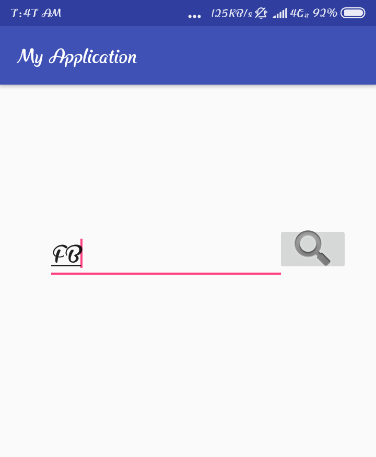 7:47 AM ... 125KB/s 4G 92%
My Application
FB